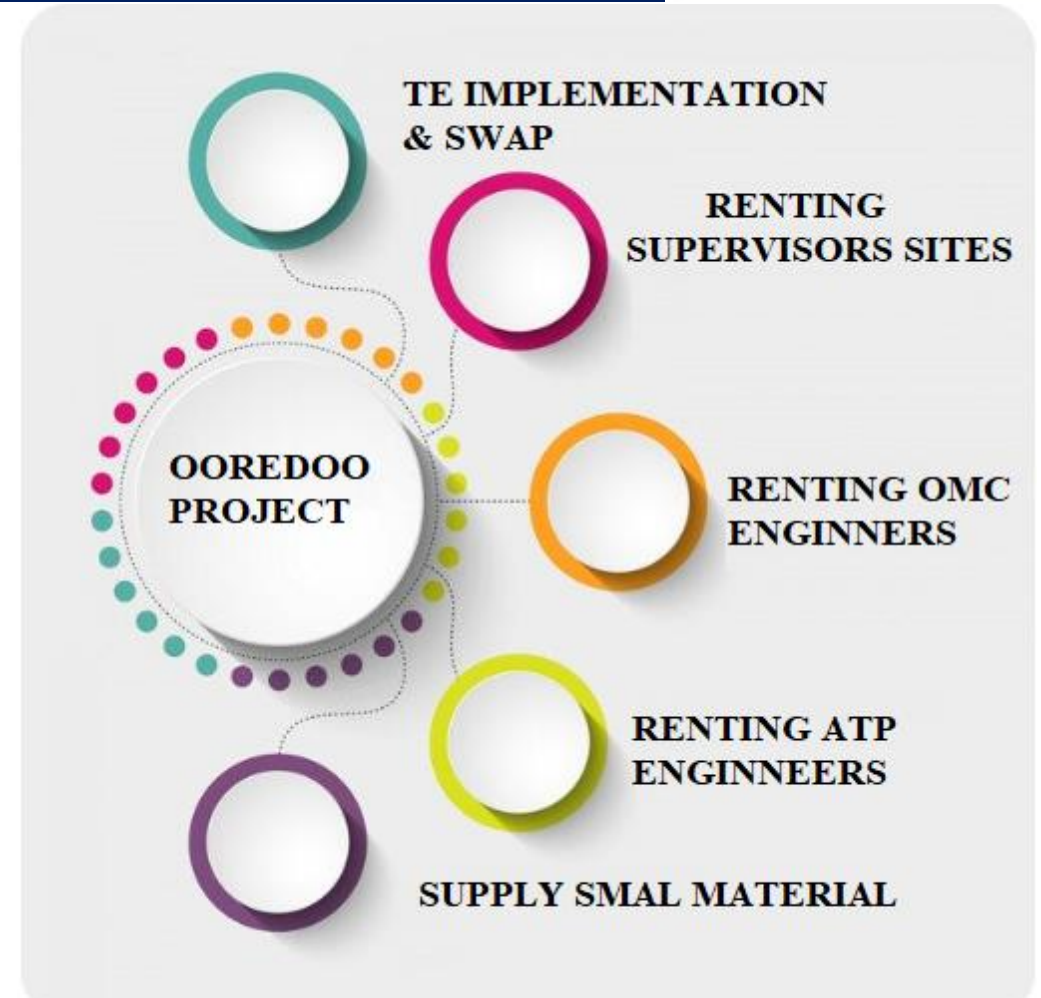 TE IMPLEMENTATION
& SWAP
RENTING
SUPERVISORS SITES
OOREDOO
PROJECT
RENTING OMC
ENGINNERS
RENTING ATP
ENGINNEERS
SUPPLY SMAL MATERIAL